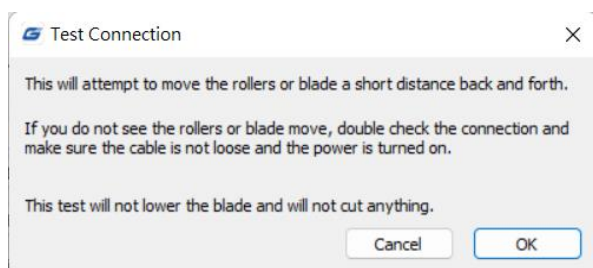 Test Connection
This will attempt to move the rollers or blade a short distance back and forth.
If you do not see the rollers or blade move, double check the connection and
make sure the cable is not loose and the power is turned on.
This test will not lower the blade and will not cut anything.
Cancel
OK